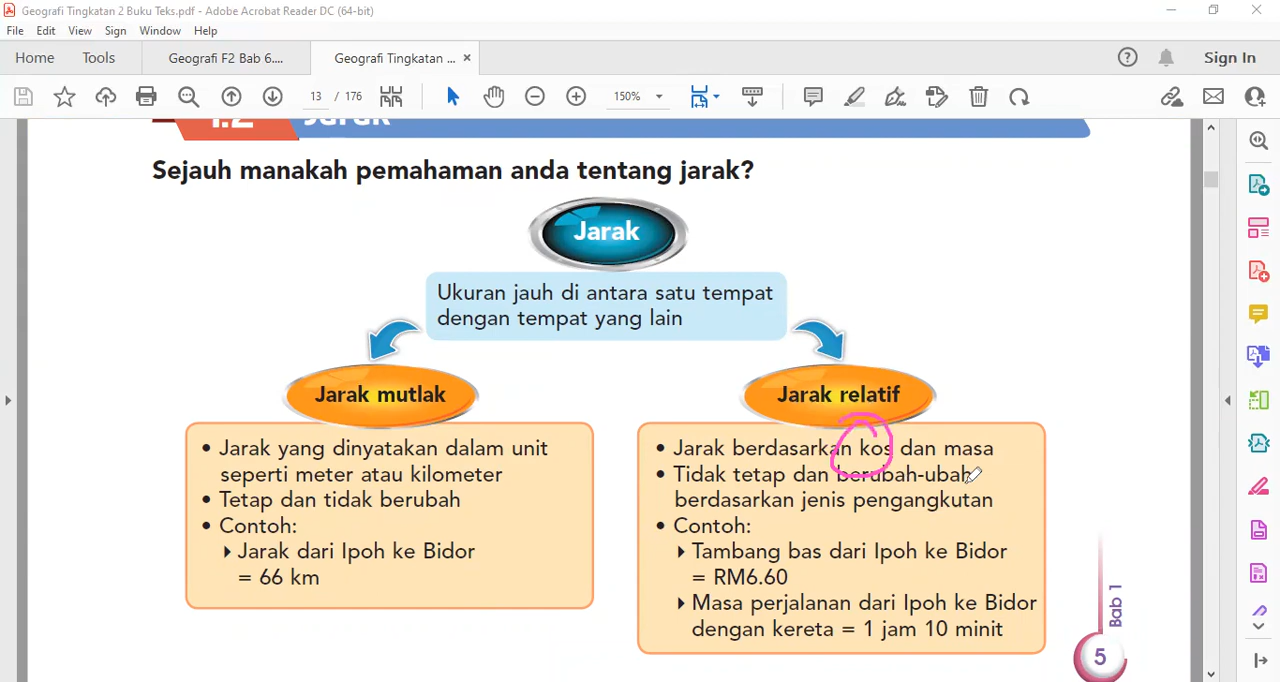 Geografi Tingkatan 2 Buku Teks.pdf - Adobe Acrobat Reader DC (64-bit)
File Edit View Sign Window Help
Home Tools Geografi F2 Bab 6.... Geografi Tingkatan ... × Sign In
13 / 176 150%
1.2 Jarak
Sejauh manakah pemahaman anda tentang jarak?
Jarak
Ukuran jauh di antara satu tempat
dengan tempat yang lain
Jarak mutlak
• Jarak yang dinyatakan dalam unit
seperti meter atau kilometer
• Tetap dan tidak berubah
• Contoh:
Jarak dari Ipoh ke Bidor
= 66 km
Jarak relatif
• Jarak berdasarkan kos dan masa
• Tidak tetap dan berubah-ubah
berdasarkan jenis pengangkutan
• Contoh:
Tambang bas dari Ipoh ke Bidor
= RM6.60
Masa perjalanan dari Ipoh ke Bidor
dengan kereta = 1 jam 10 minit
Bab 1
5